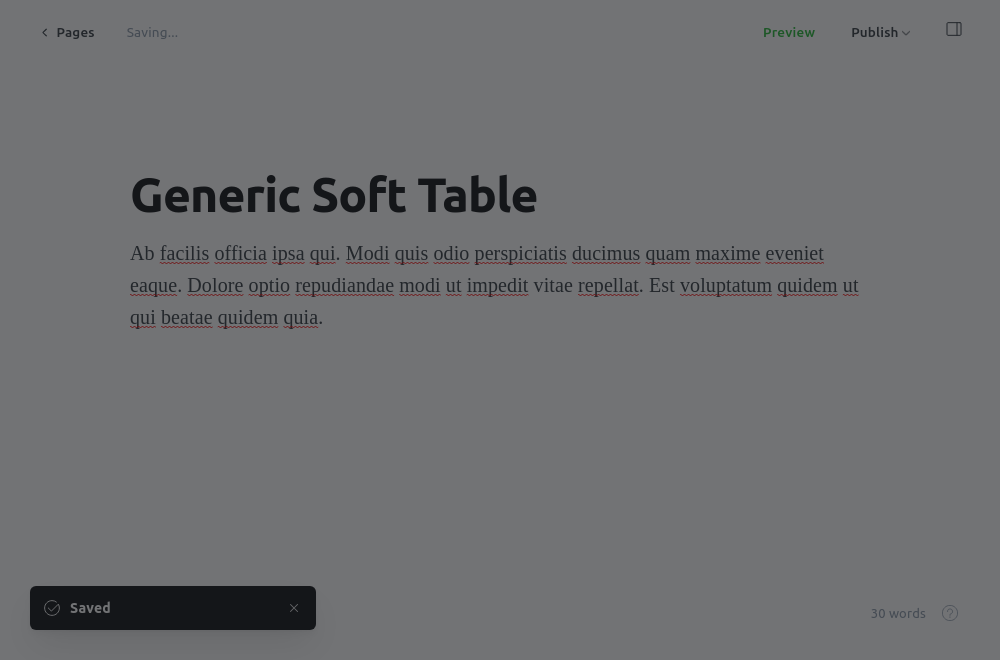 Pages
Saving...
Preview
Publish
Generic Soft Table
Ab facilis officia ipsa qui. Modi quis odio perspiciatis ducimus quam maxime eveniet
eaque. Dolore optio repudiandae modi ut impedit vitae repellat. Est voluptatum quidem ut
qui beatae quidem quia.
Saved
30 words
?